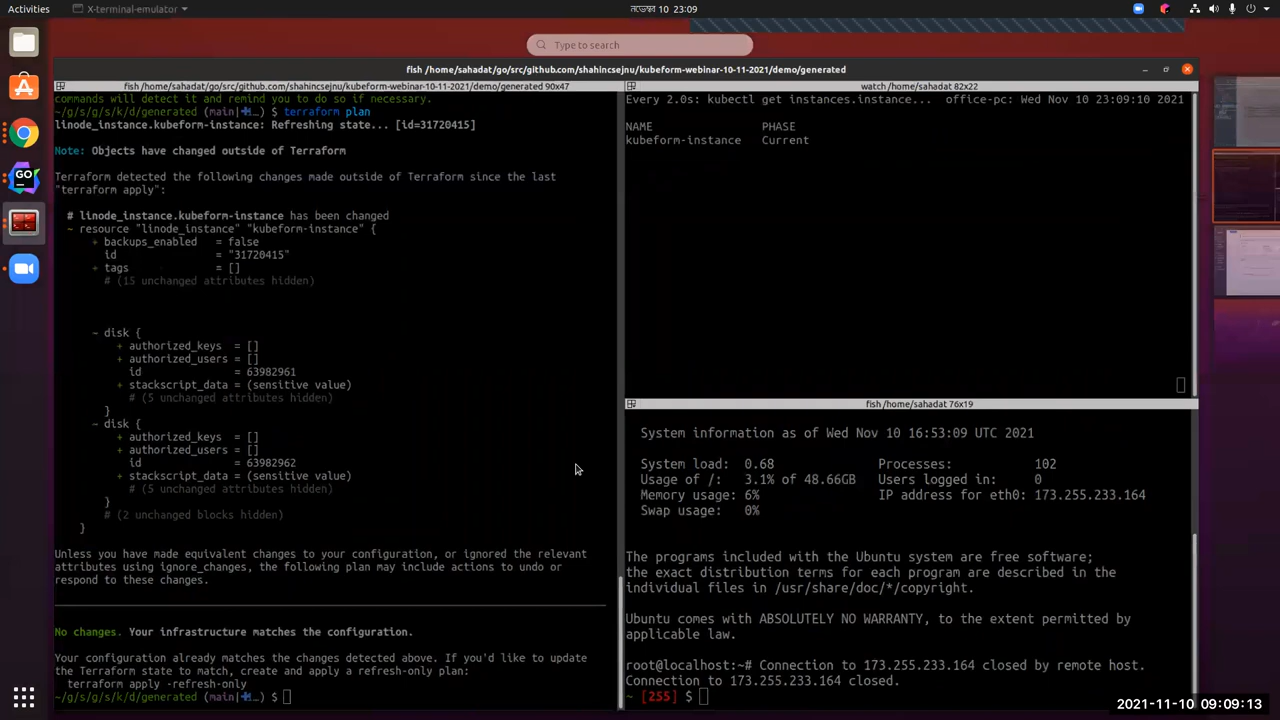 Activities
X-terminal-emulator
নভেম্বর 10 23:09
Type to search
fish /home/sahadat/go/src/github.com/shahincsejnu/kubeform-webinar-10-11-2021/demo/generated
fish /home/sahadat/go/src/github.com/shahincsejnu/kubeform-webinar-10-11-2021/demo/generated 90x47
commands will detect it and remind you to do so if necessary.
$ terraform plan
linode_instance.kubeform-instance: Refreshing state... [id=31720415]
Note: Objects have changed outside of Terraform
Terraform detected the following changes made outside of Terraform since the last
"terraform apply":
# linode_instance.kubeform-instance has been changed
~ resource "linode_instance" "kubeform-instance" {
+ backups_enabled = false
id = "31720415"
+ tags = []
# (15 unchanged attributes hidden)
~ disk {
+ authorized_keys = []
+ authorized_users = []
id = 63982961
+ stackscript_data = (sensitive value)
# (5 unchanged attributes hidden)
}
~ disk {
+ authorized_keys = []
+ authorized_users = []
id = 63982962
+ stackscript_data = (sensitive value)
# (5 unchanged attributes hidden)
}
# (2 unchanged blocks hidden)
}
Unless you have made equivalent changes to your configuration, or ignored the relevant
attributes using ignore_changes, the following plan may include actions to undo or
respond to these changes.
No changes. Your infrastructure matches the configuration.
Your configuration already matches the changes detected above. If you'd like to update
the Terraform state to match, create and apply a refresh-only plan:
terraform apply -refresh-only
$
watch /home/sahadat 82x22
Every 2.0s: kubectl get instances.instance... office-pc: Wed Nov 10 23:09:10 2021
NAME PHASE
kubeform-instance Current
fish /home/sahadat 76x19
System information as of Wed Nov 10 16:53:09 UTC 2021
System load: 0.68 Processes: 102
Usage of /: 3.1% of 48.66GB Users logged in: 0
Memory usage: 6% IP address for eth0: 173.255.233.164
Swap usage: 0%
The programs included with the Ubuntu system are free software;
the exact distribution terms for each program are described in the
individual files in /usr/share/doc/*/copyright.
Ubuntu comes with ABSOLUTELY NO WARRANTY, to the extent permitted by
applicable law.
root@localhost:~# Connection to 173.255.233.164 closed by remote host.
Connection to 173.255.233.164 closed.
~ [255] $
2021-11-10 09:09:13